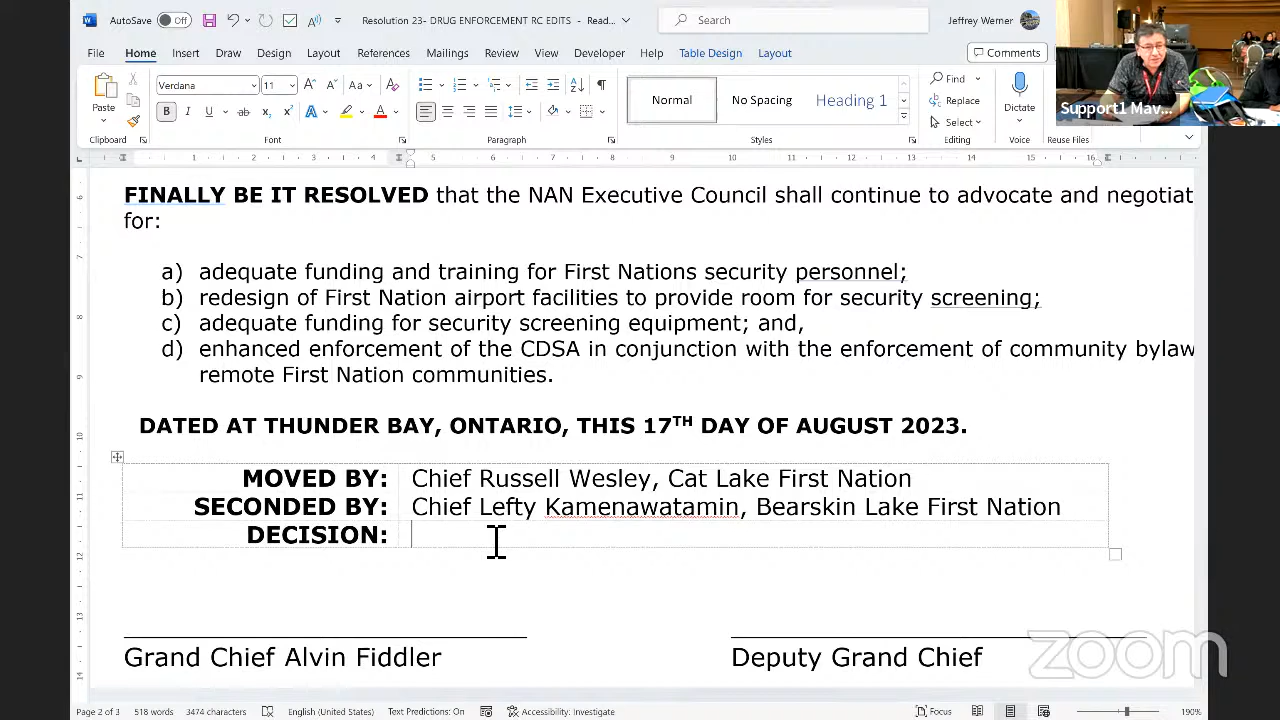 AutoSave Off Resolution 23- DRUG ENFORCEMENT RC EDITS - Read... Search Jeffrey Werner
File Home Insert Draw Design Layout References Review View Developer Help Table Design Layout Comments
Paste Verdana 11 Normal No Spacing Heading 1 Find Replace Select Dictate
Support1 Mav...
Clipboard Font Paragraph Styles Editing Voice Reuse Files
FINALLY BE IT RESOLVED that the NAN Executive Council shall continue to advocate and negotiat
for:
a) adequate funding and training for First Nations security personnel;
b) redesign of First Nation airport facilities to provide room for security screening;
c) adequate funding for security screening equipment; and,
d) enhanced enforcement of the CDSA in conjunction with the enforcement of community bylaw
remote First Nation communities.
DATED AT THUNDER BAY, ONTARIO, THIS 17TH DAY OF AUGUST 2023.
MOVED BY: Chief Russell Wesley, Cat Lake First Nation
SECONDED BY: Chief Lefty Kamenawatamin, Bearskin Lake First Nation
DECISION:
Grand Chief Alvin Fiddler Deputy Grand Chief
zoom
Page 2 of 3 518 words 3474 characters English (United States) Text Predictions: On Accessibility: Investigate Focus 190%